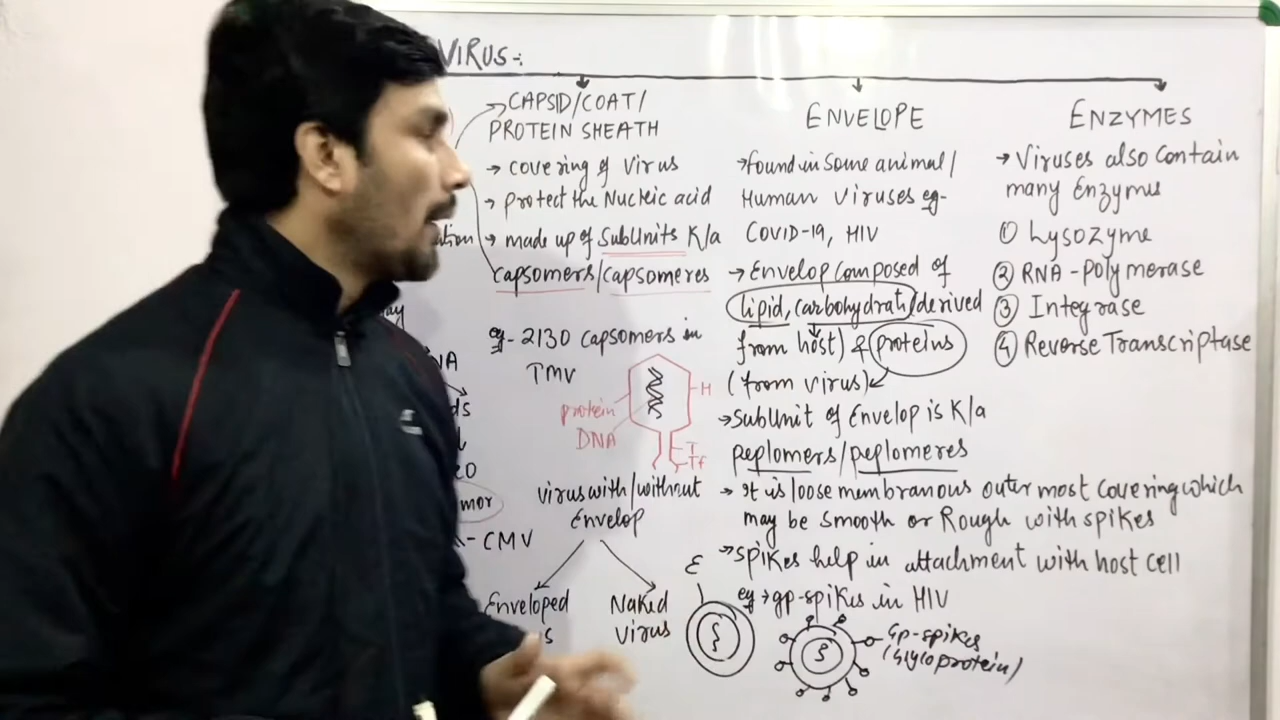 VIRUS:-
CAPSID/COAT/
PROTEIN SHEATH
→ covering of Virus
→ protect the Nucleic acid
→ made up of SubUnits K/a
capsomers/capsomeres
eg- 2130 capsomers in
TMV
H
protein
DNA
T
Tf
virus with/without
Envelop
Enveloped
Naked
virus
mor
- CMV
ENVELOPE
→ found in Some animal/
Human Viruses eg-
COVID-19, HIV
→ Envelop Composed of
lipid, carbohydrate(derived
from host) & proteins
(from virus)
→ SubUnit of Envelop is K/a
peplomers/peplomeres
→ It is loose membranous outer most Covering which
may be Smooth or Rough with spikes
→ spikes help in attachment with host Cell
eg → gp-spikes in HIV
E
Gp-spikes
(Glycoprotein)
ENZYMES
→ Viruses also Contain
many Enzymes
① Lysozyme
② RNA-polymerase
③ Integrase
④ Reverse Transcriptase